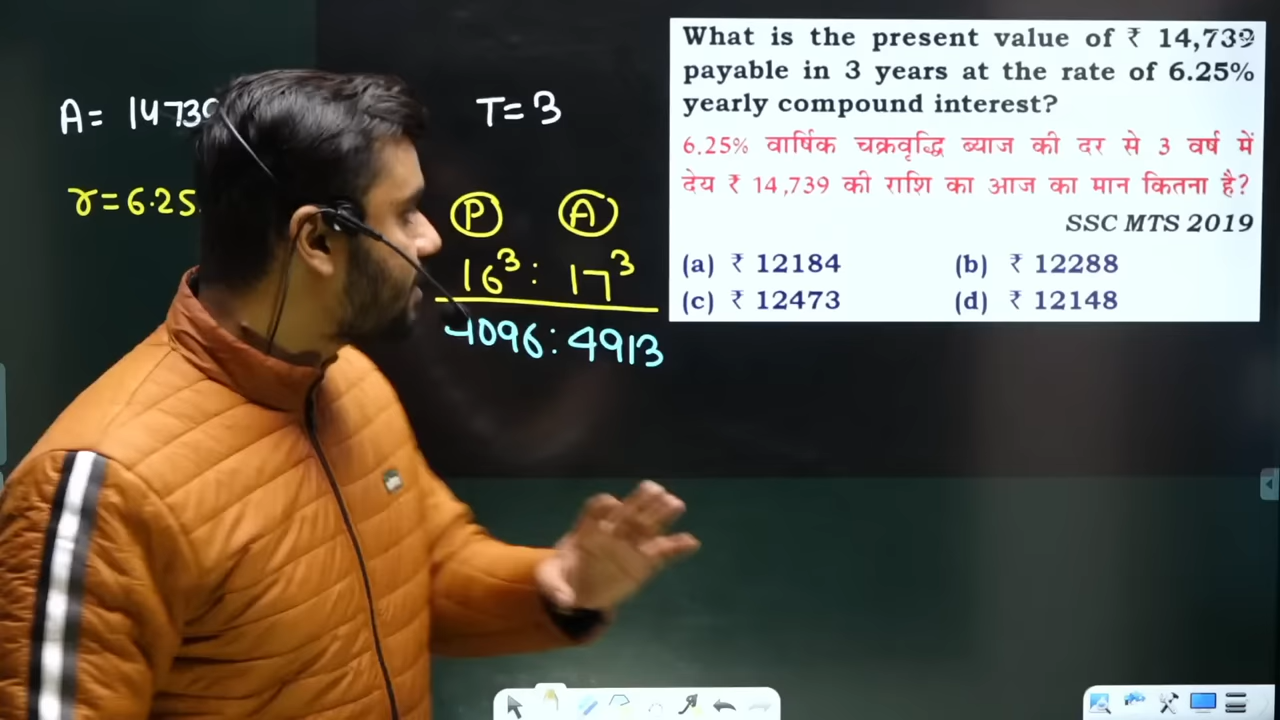 What is the present value of ₹ 14,739
payable in 3 years at the rate of 6.25%
yearly compound interest?
6.25% वार्षिक चक्रवृद्धि ब्याज की दर से 3 वर्ष में
देय ₹ 14,739 की राशि का आज का मान कितना है?
SSC MTS 2019
(a) ₹ 12184 (b) ₹ 12288
(c) ₹ 12473 (d) ₹ 12148
A = 14739 T = 3
r = 6.25
P A
16³ : 17³
4096 : 4913